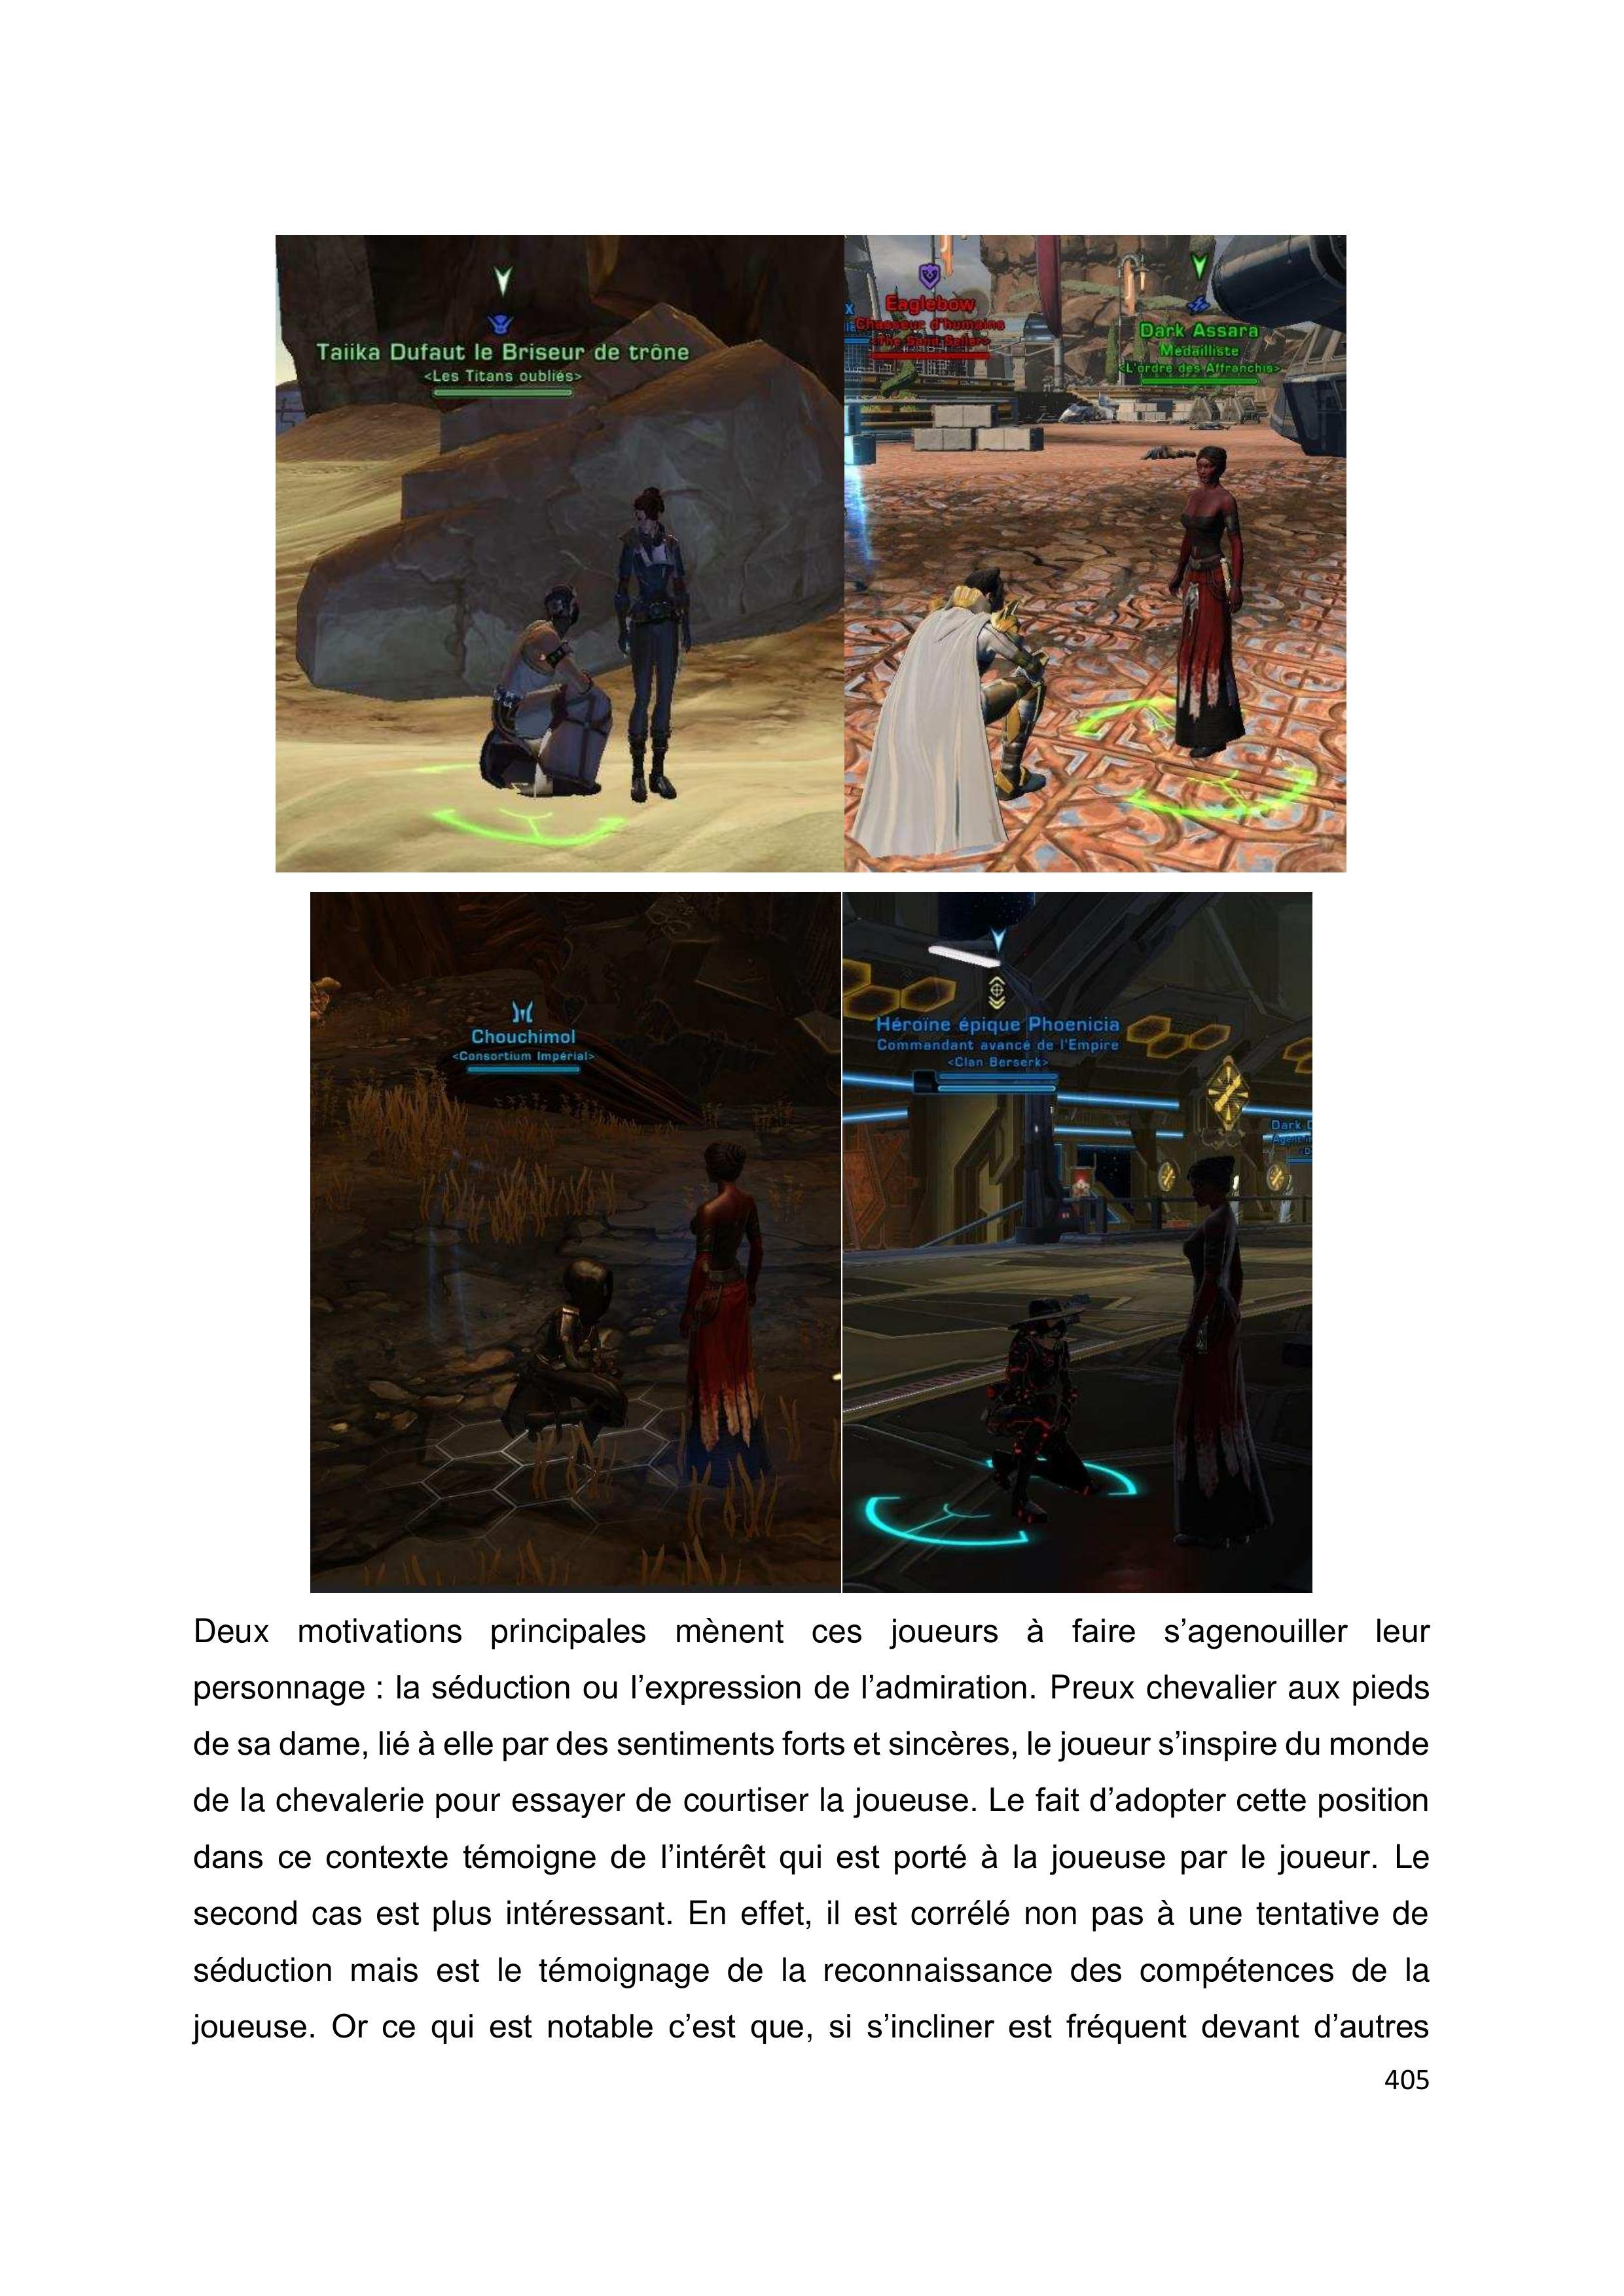 Taiika Dufaut le Briseur de trône
<Les Titans oubliés>
Eaglebow
Chasseur d'humains
<The Sand Sellers>
Dark Assara
Médailliste
<L'ordre des Affranchis>
Chouchimol
<Consortium Impérial>
Héroïne épique Phoenicia
Commandant avancé de l'Empire
<Clan Berserk>
Dark
Deux motivations principales mènent ces joueurs à faire s’agenouiller leur
personnage : la séduction ou l’expression de l’admiration. Preux chevalier aux pieds
de sa dame, lié à elle par des sentiments forts et sincères, le joueur s’inspire du monde
de la chevalerie pour essayer de courtiser la joueuse. Le fait d’adopter cette position
dans ce contexte témoigne de l’intérêt qui est porté à la joueuse par le joueur. Le
second cas est plus intéressant. En effet, il est corrélé non pas à une tentative de
séduction mais est le témoignage de la reconnaissance des compétences de la
joueuse. Or ce qui est notable c’est que, si s’incliner est fréquent devant d’autres
405